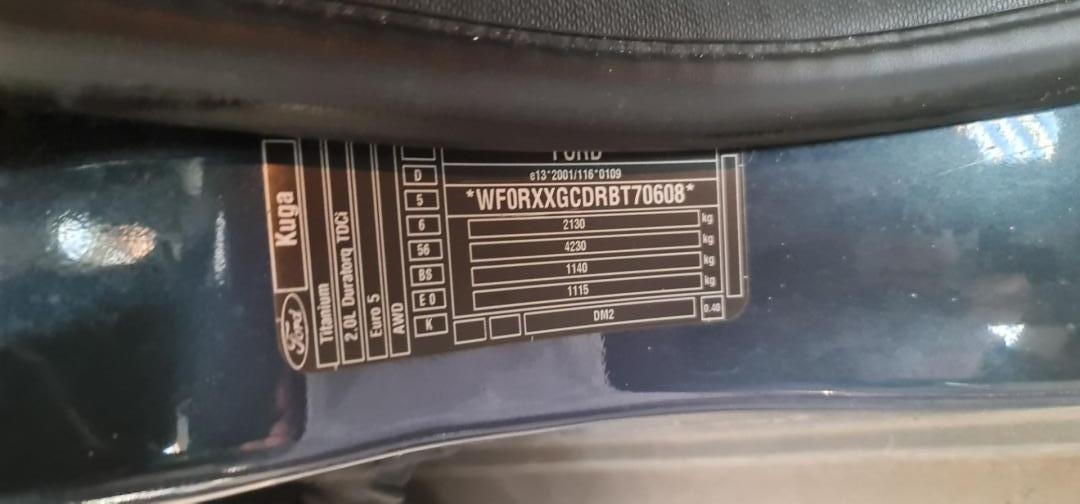 Ford
Kuga
Titanium
2.0L Duratorq TDCi
Euro 5
AWD
D
5
6
56
BS
E 0
K
FORD
e13*2001/116*0109
*WF0RXXGCDRBT70608*
2130 kg
4230 kg
1140 kg
1115 kg
DM2
0.40